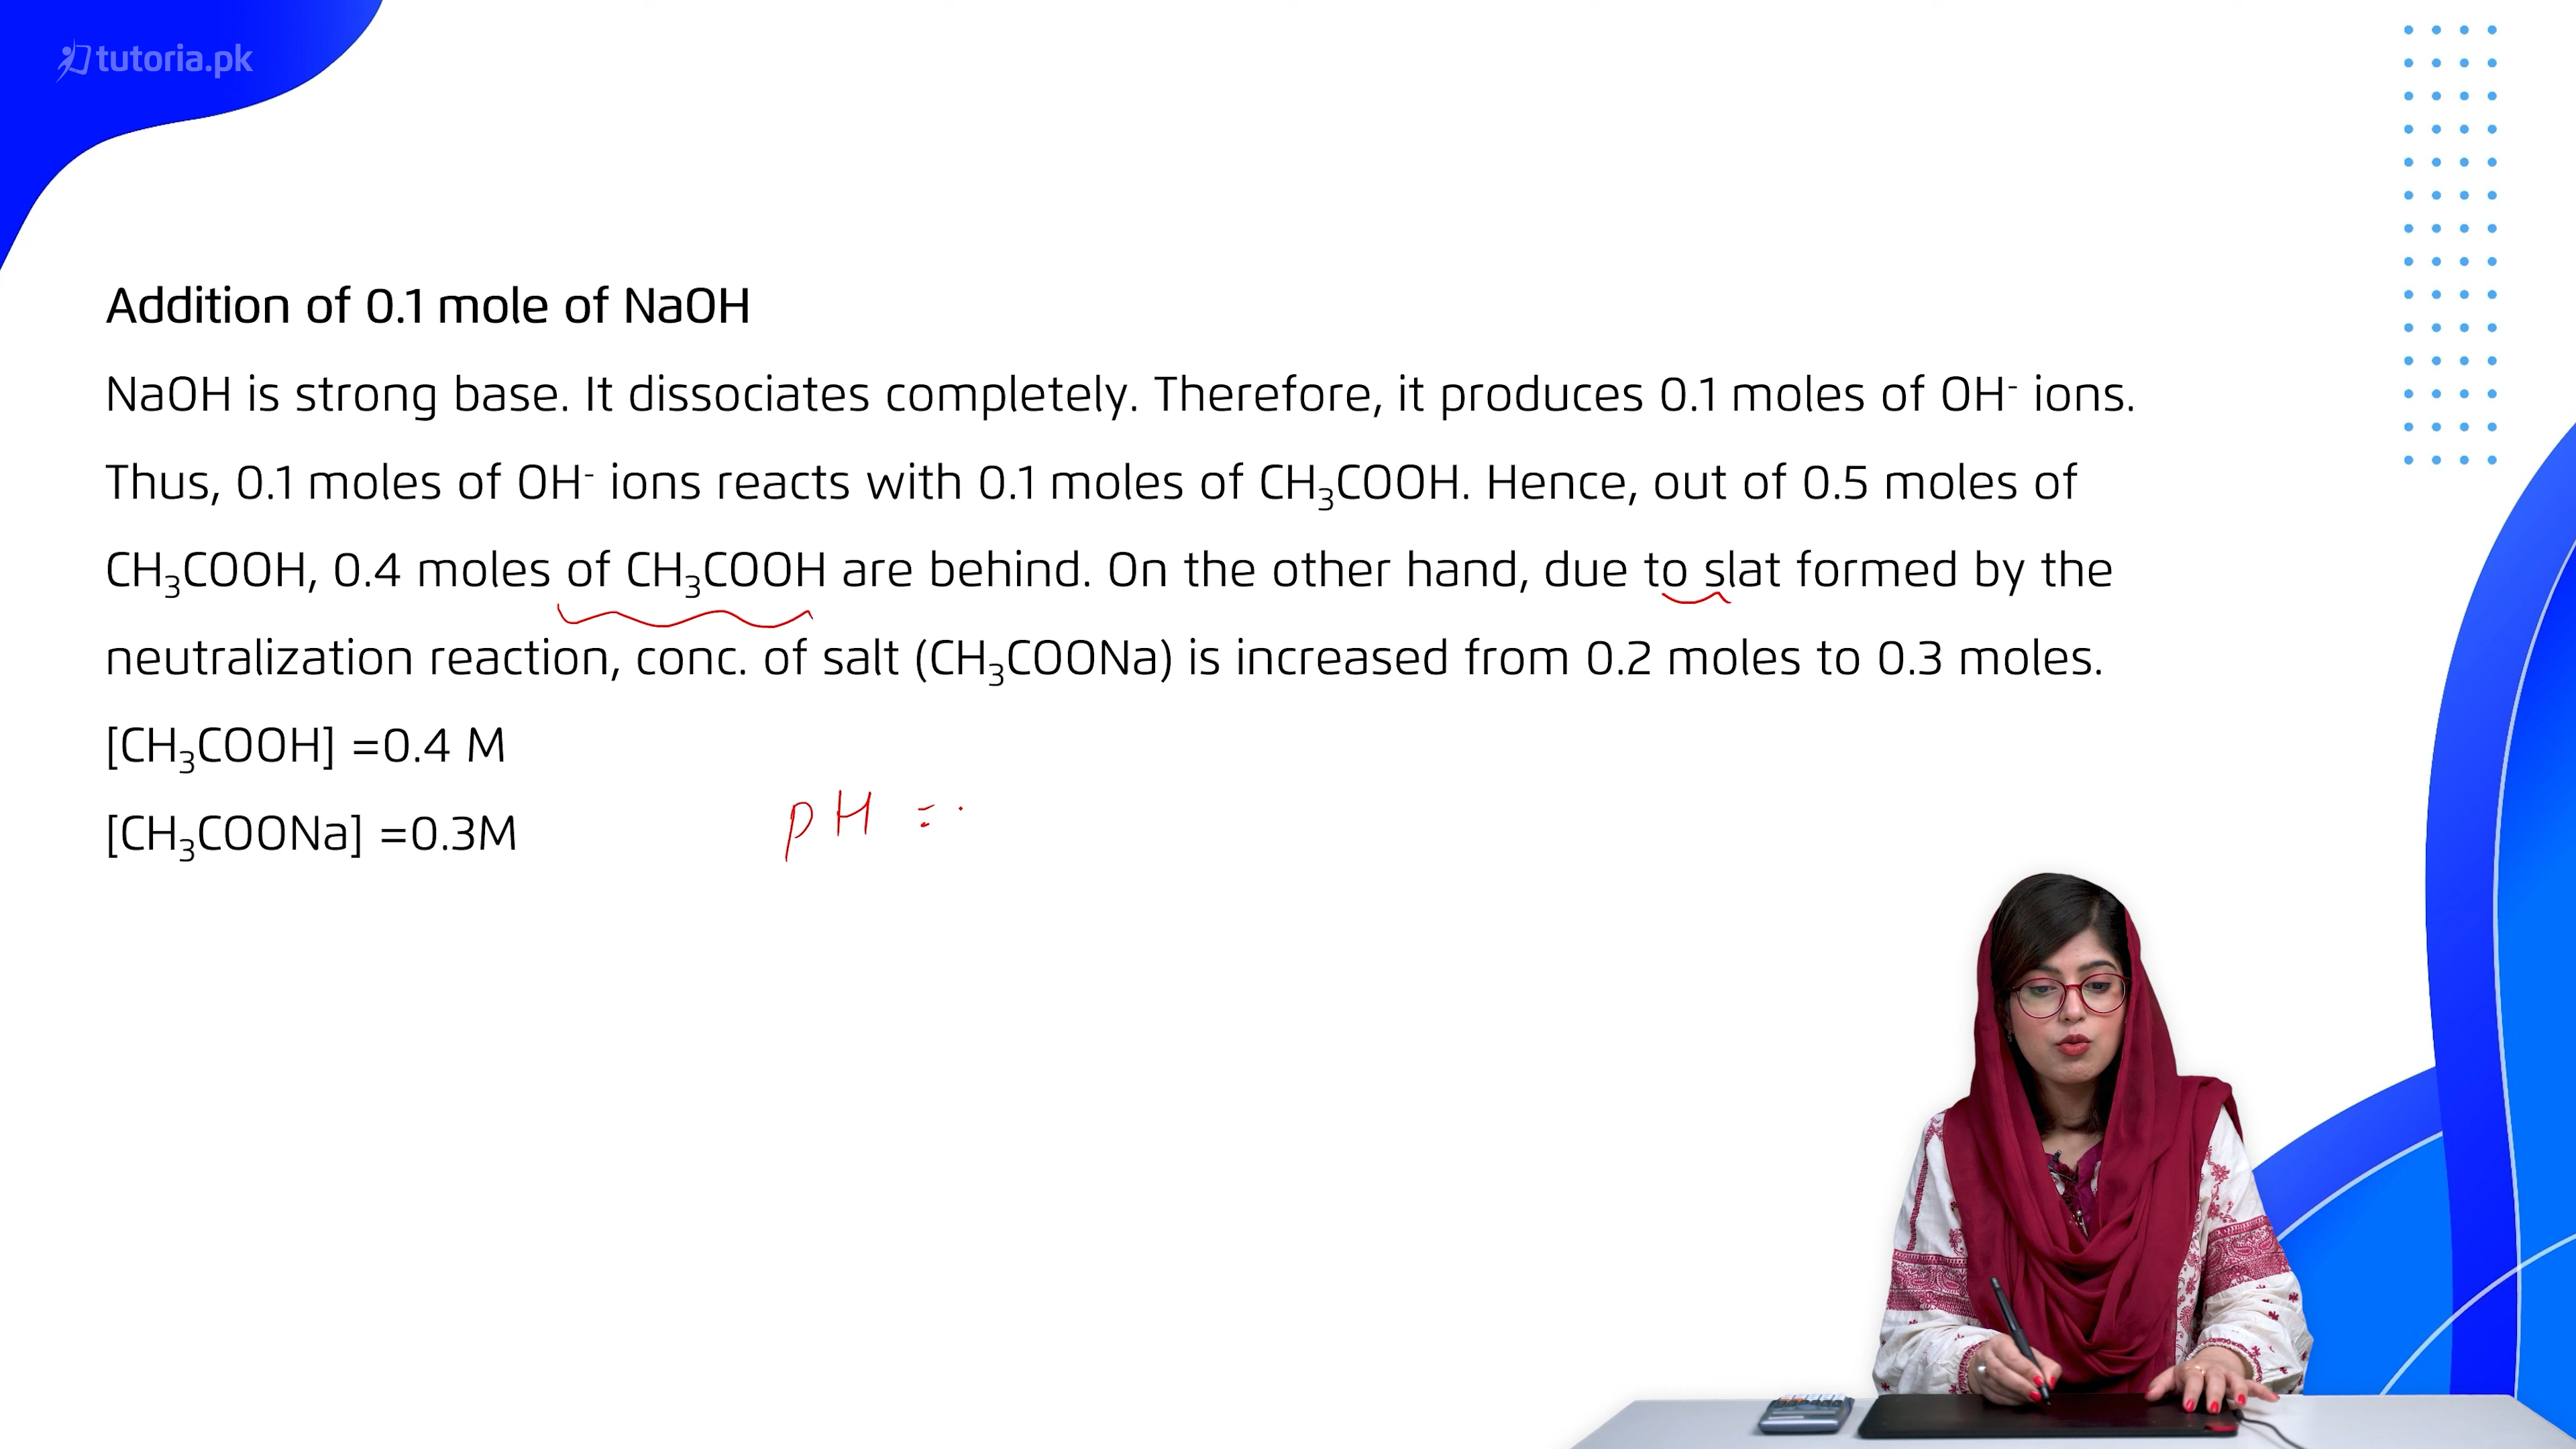 tutoria.pk
Addition of 0.1 mole of NaOH
NaOH is strong base. It dissociates completely. Therefore, it produces 0.1 moles of OH⁻ ions.
Thus, 0.1 moles of OH⁻ ions reacts with 0.1 moles of CH₃COOH. Hence, out of 0.5 moles of
CH₃COOH, 0.4 moles of CH₃COOH are behind. On the other hand, due to slat formed by the
neutralization reaction, conc. of salt (CH₃COONa) is increased from 0.2 moles to 0.3 moles.
[CH₃COOH] =0.4 M
[CH₃COONa] =0.3M
pH =